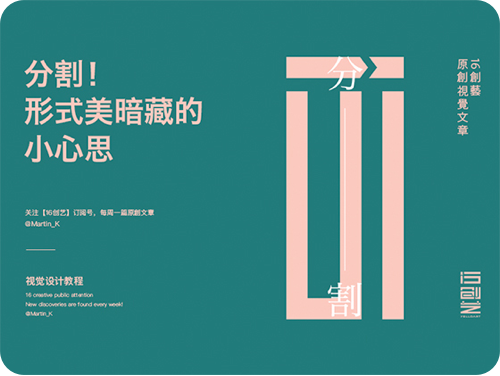 分割！
形式美暗藏的
小心思
关注【16创艺】订阅号，每周一篇原创文章
@Martin_K
视觉设计教程
16 creative public attention
New discoveries are found every week!
@Martin_K
分
割
16創藝
原創視覺文章